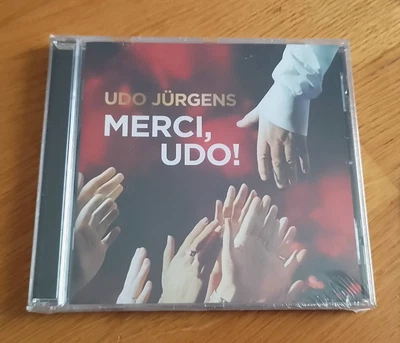 UDO JÜRGENS
MERCI,
UDO!